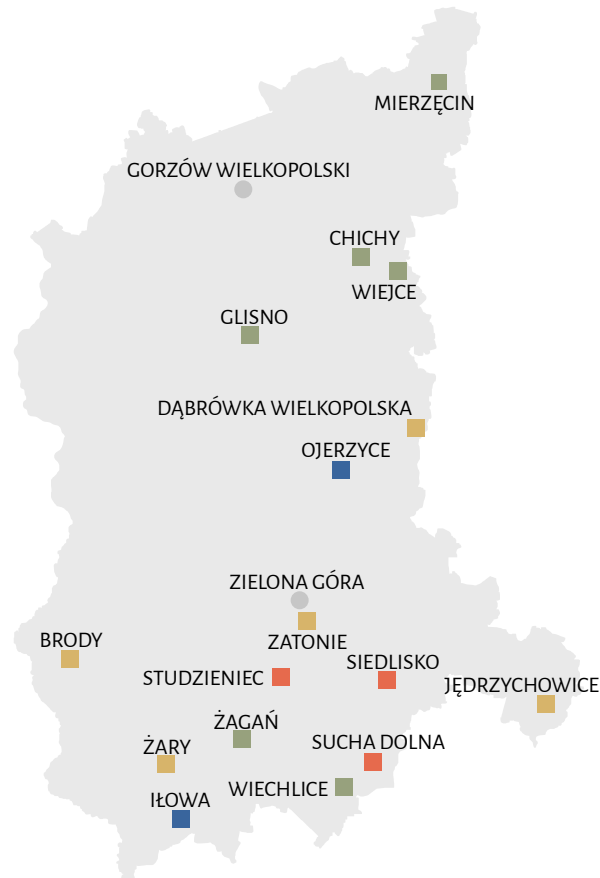 MIERZĘCIN
GORZÓW WIELKOPOLSKI
CHICHY
WIEJCE
GLISNO
DĄBRÓWKA WIELKOPOLSKA
OJERZYCE
ZIELONA GÓRA
BRODY
ZATONIE
SIEDLISKO
STUDZIENIEC
JĘDRZYCHOWICE
ŻAGAŃ
ŻARY
SUCHA DOLNA
WIECHLICE
IŁOWA